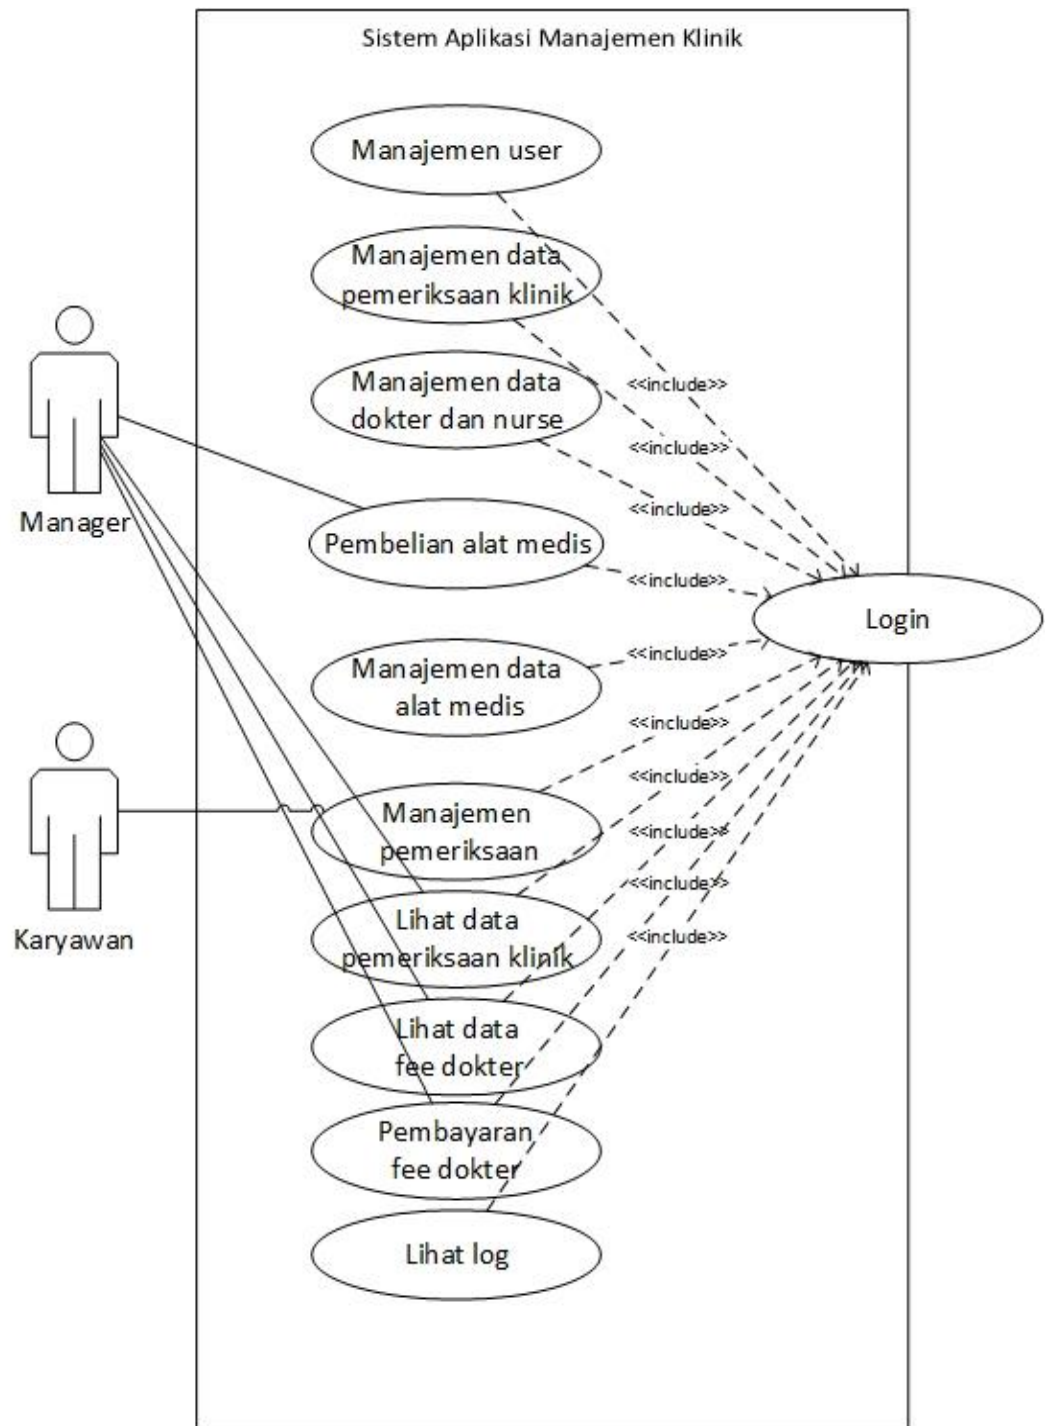 Sistem Aplikasi Manajemen Klinik
Manajemen user
Manajemen data
pemeriksaan klinik
Manajemen data
dokter dan nurse
Pembelian alat medis
Manajemen data
alat medis
Manajemen
pemeriksaan
Lihat data
pemeriksaan klinik
Lihat data
fee dokter
Pembayaran
fee dokter
Lihat log
Manager
Karyawan
<<include>>
<<include>>
<<include>>
<<include>>
<<include>>
<<include>>
<<include>>
<<include>>
<<include>>
<<include>>
Login